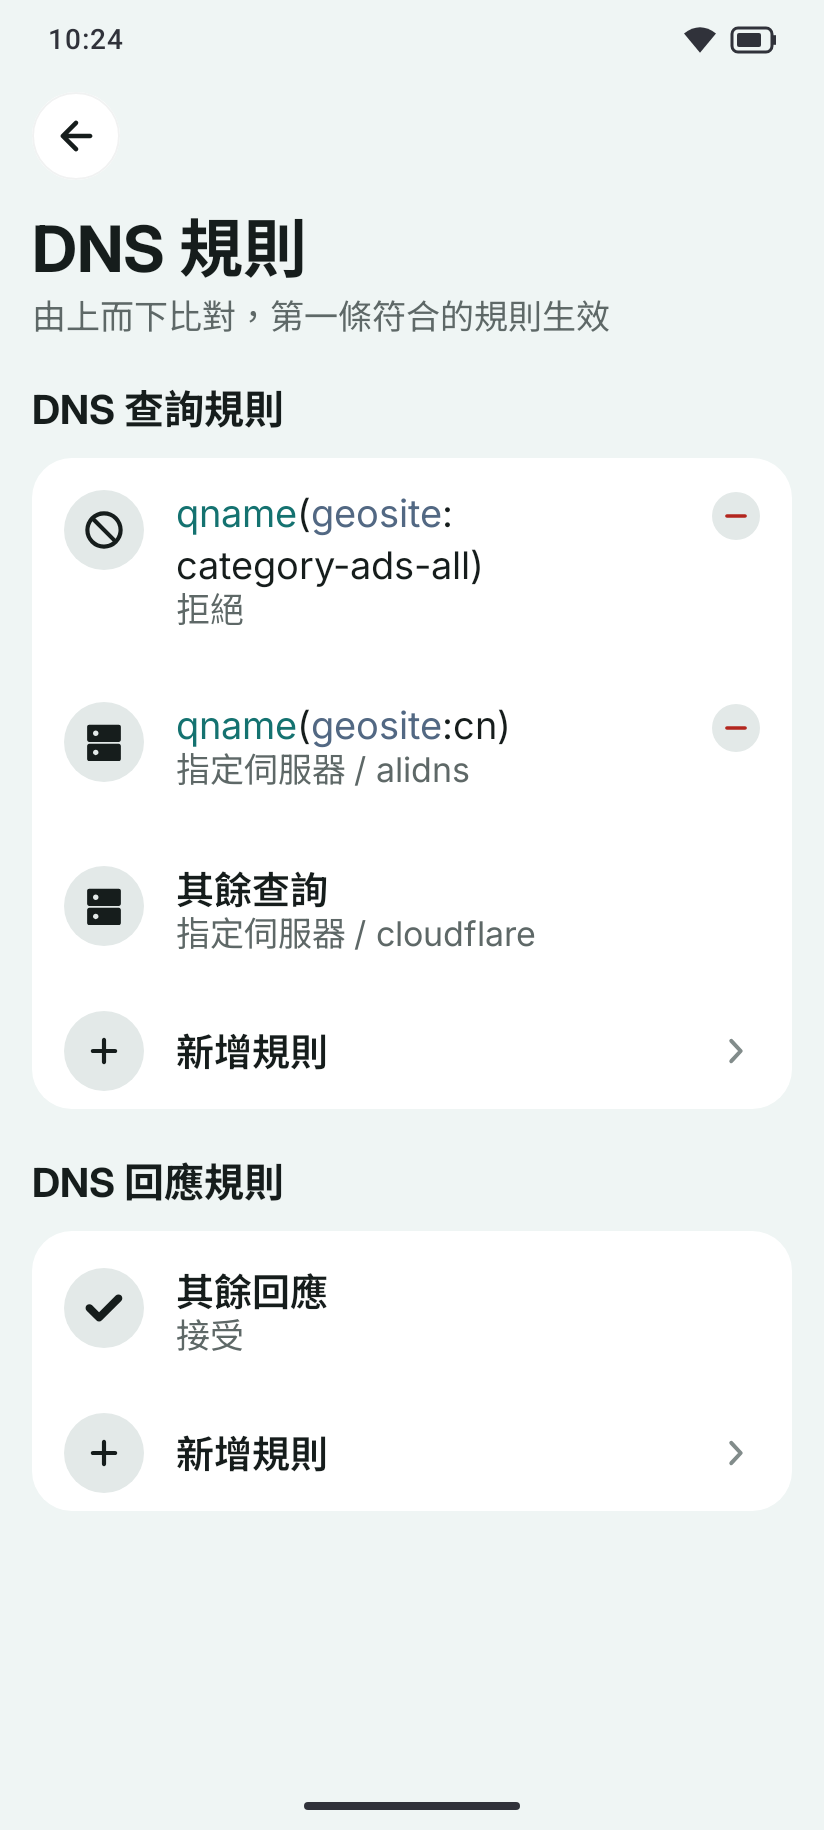 10:24
DNS 規則
由上而下比對，第一條符合的規則生效
DNS 查詢規則
qname(geosite:
category-ads-all)
拒絕
qname(geosite:cn)
指定伺服器 / alidns
其餘查詢
指定伺服器 / cloudflare
新增規則
DNS 回應規則
其餘回應
接受
新增規則